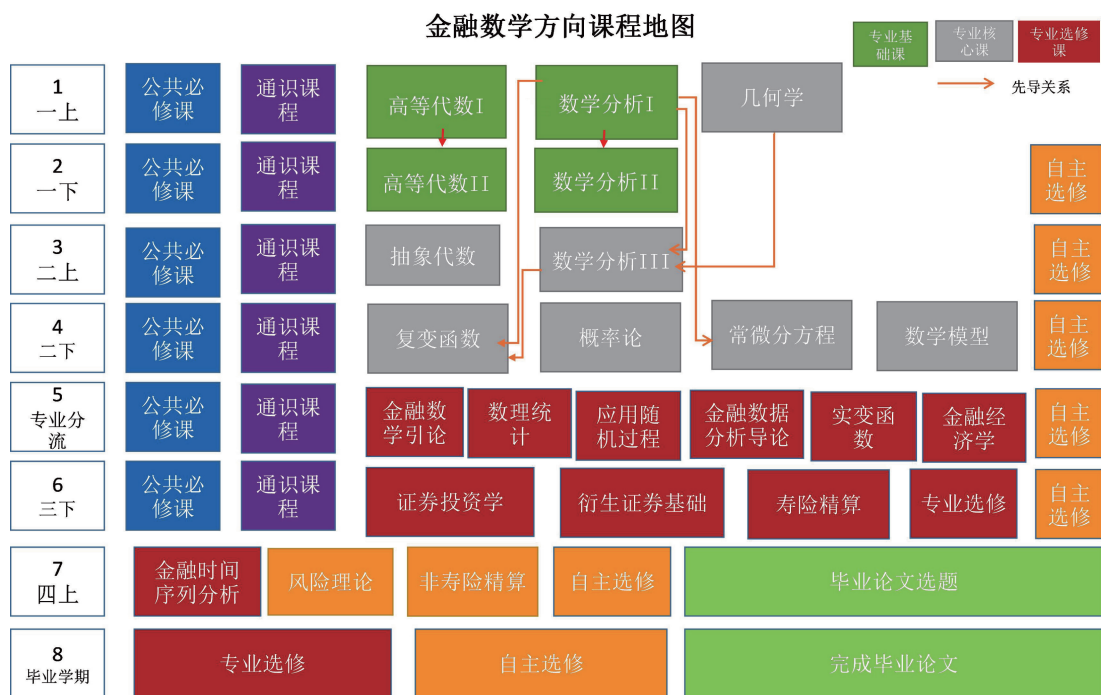 金融数学方向课程地图
专业基
础课
专业核
心课
专业选修
课
先导关系
1
一上
公共必
修课
通识课
程
高等代数I
数学分析I
几何学
2
一下
公共必
修课
通识课
程
高等代数II
数学分析II
自主
选修
3
二上
公共必
修课
通识课
程
抽象代数
数学分析III
自主
选修
4
二下
公共必
修课
通识课
程
复变函数
概率论
常微分方程
数学模型
自主
选修
5
专业分
流
公共必
修课
通识课
程
金融数
学引论
数理统
计
应用随
机过程
金融数据
分析导论
实变函
数
金融经
济学
自主
选修
6
三下
公共必
修课
通识课
程
证券投资学
衍生证券基础
寿险精算
专业选修
自主
选修
7
四上
金融时间
序列分析
风险理论
非寿险精算
自主选修
毕业论文选题
8
毕业学期
专业选修
自主选修
完成毕业论文